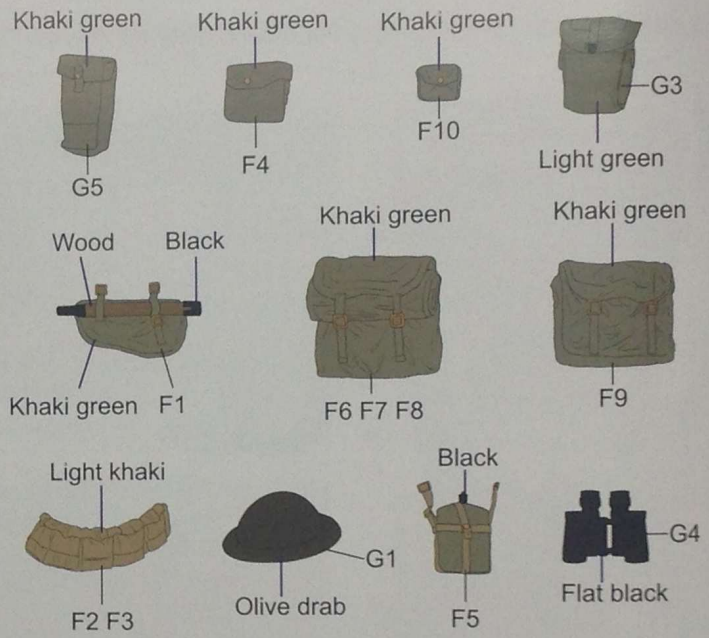 Khaki green
Khaki green
Khaki green
G3
F10
F4
Light green
G5
Khaki green
Khaki green
Wood
Black
Khaki green
F1
F6 F7 F8
F9
Light khaki
Black
G1
G4
Flat black
Olive drab
F2 F3
F5